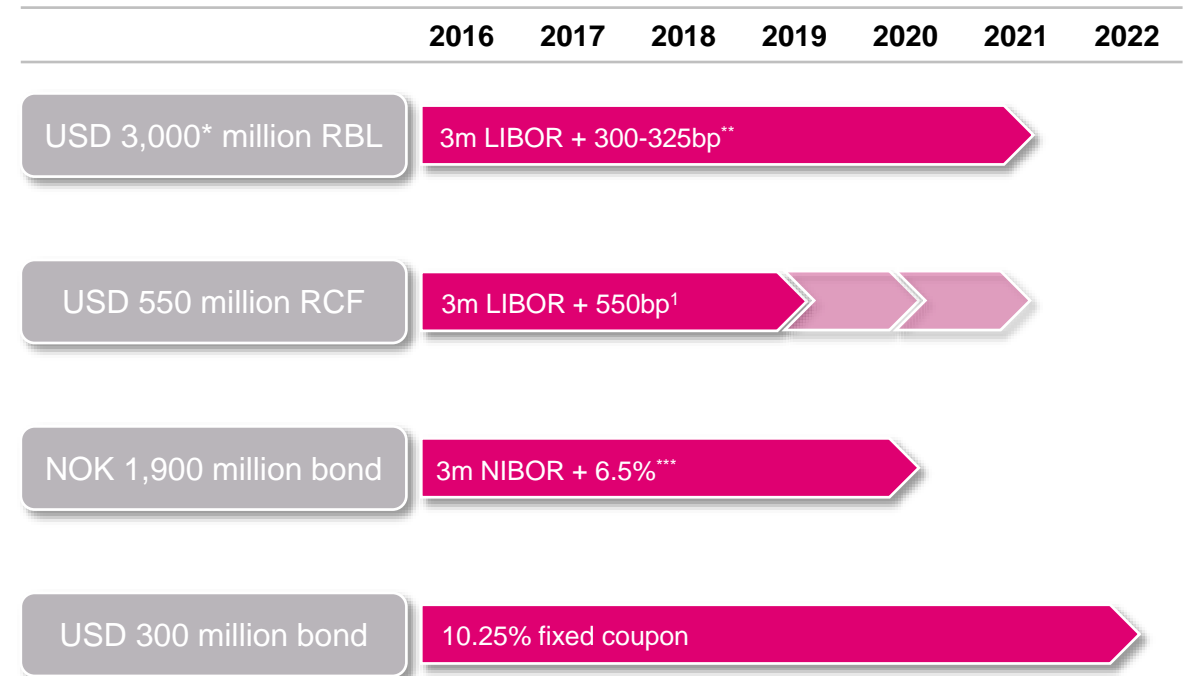 2016 2017 2018 2019 2020 2021 2022
USD 3,000* million RBL 3m LIBOR + 300-325bp**
USD 550 million RCF 3m LIBOR + 550bp¹
NOK 1,900 million bond 3m NIBOR + 6.5%***
USD 300 million bond 10.25% fixed coupon